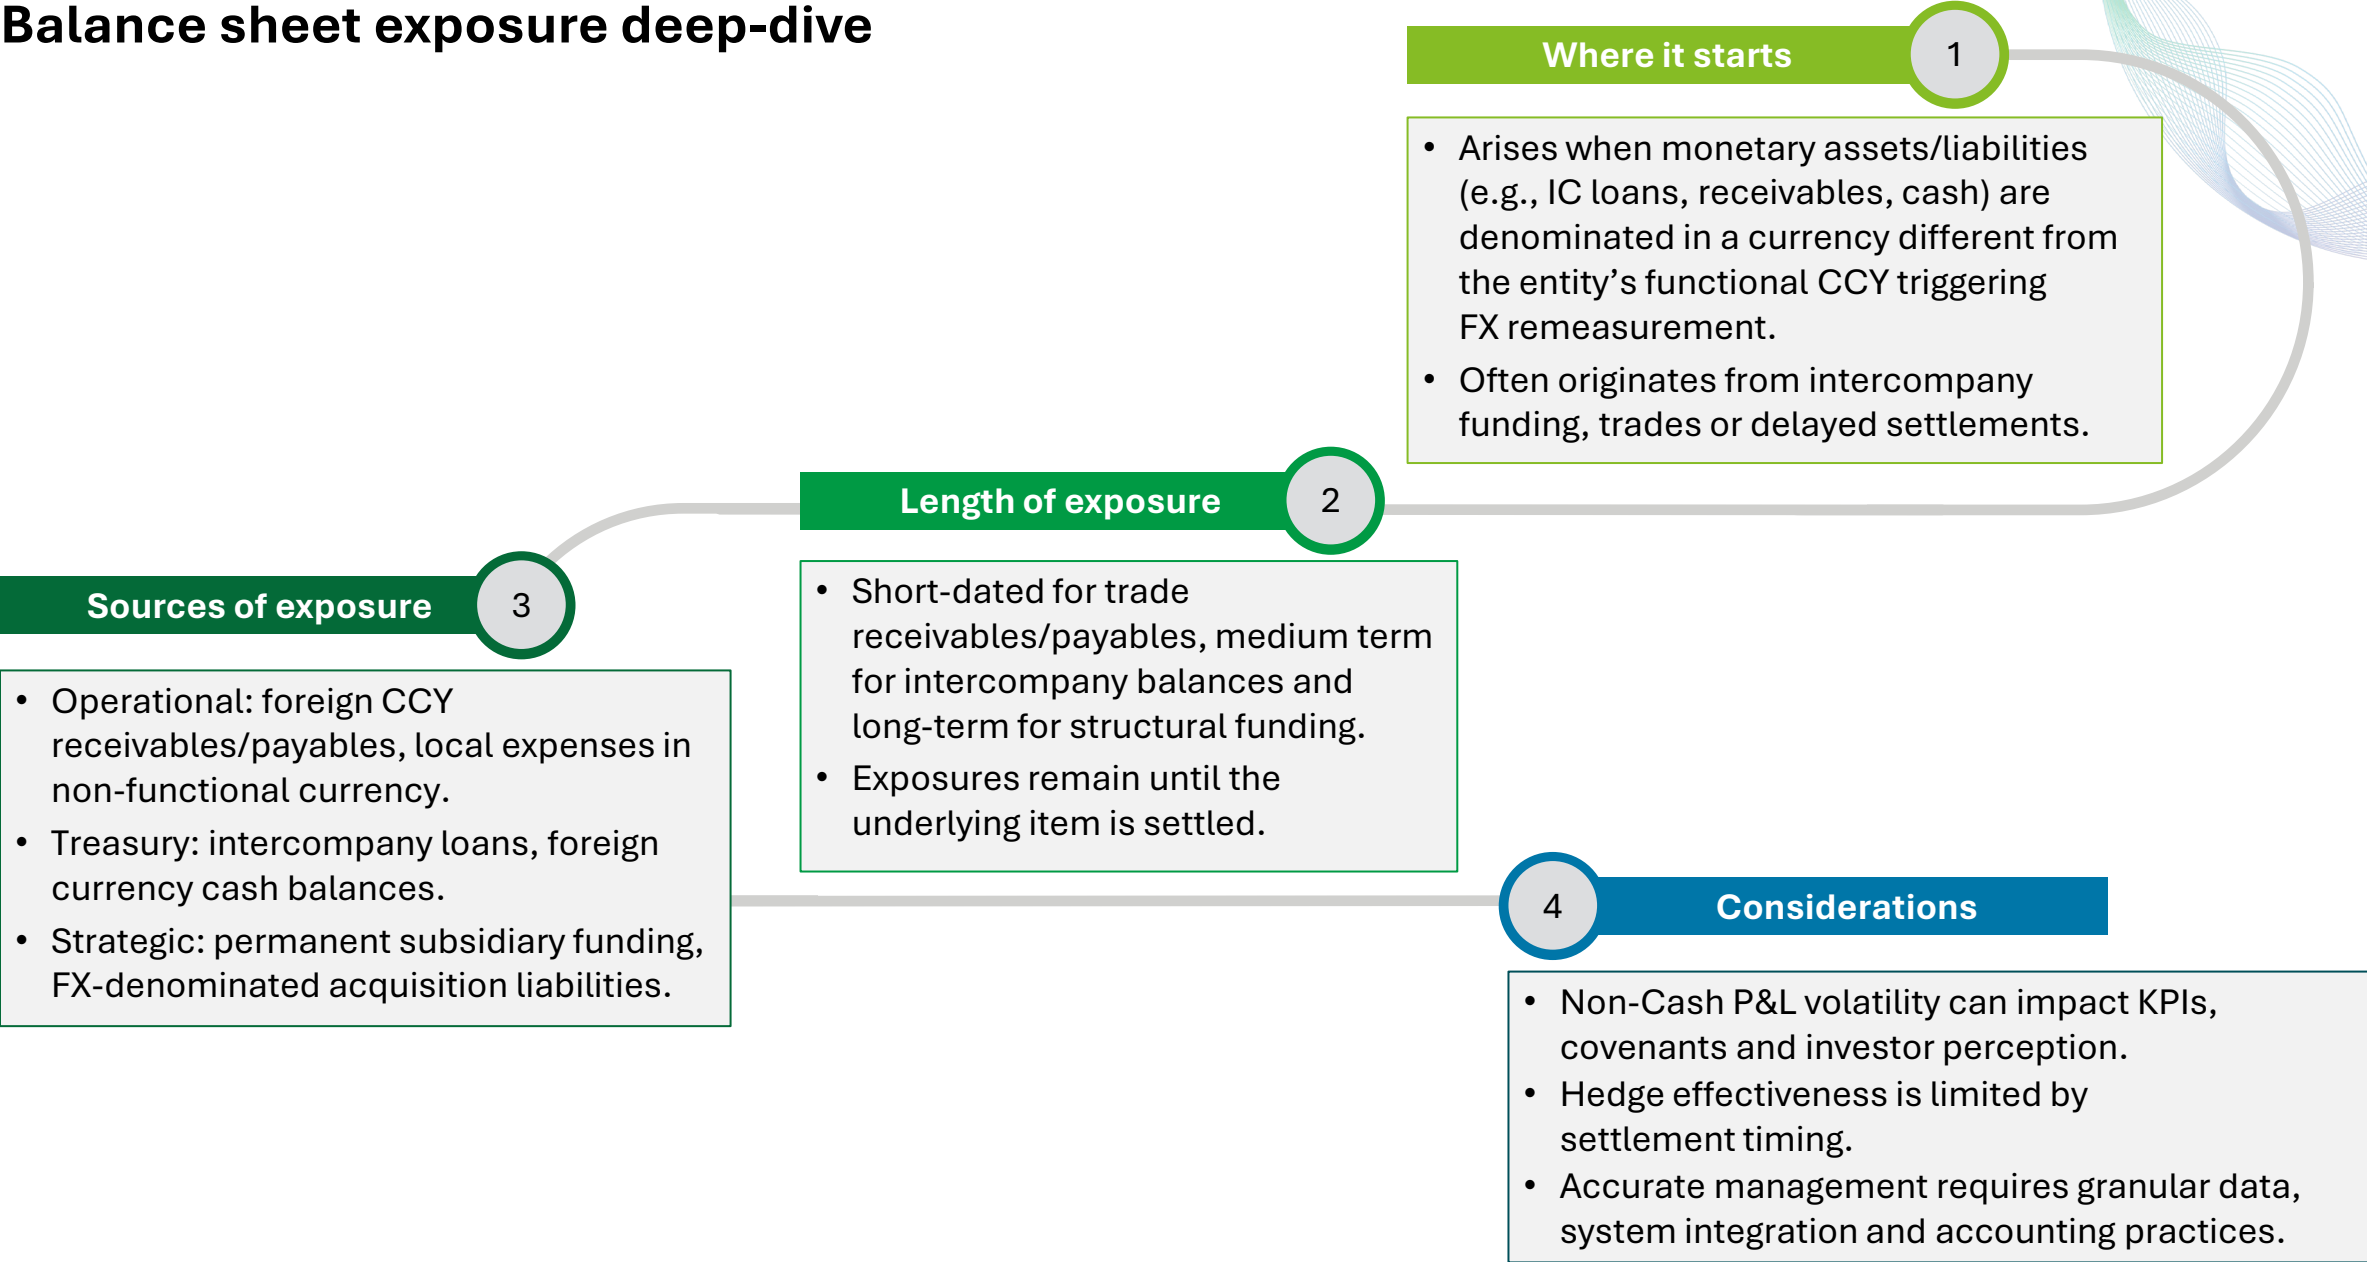 Balance sheet exposure deep-dive
Where it starts
1
• Arises when monetary assets/liabilities
(e.g., IC loans, receivables, cash) are
denominated in a currency different from
the entity’s functional CCY triggering
FX remeasurement.
• Often originates from intercompany
funding, trades or delayed settlements.
Length of exposure
2
• Short-dated for trade
receivables/payables, medium term
for intercompany balances and
long-term for structural funding.
• Exposures remain until the
underlying item is settled.
Sources of exposure
3
• Operational: foreign CCY
receivables/payables, local expenses in
non-functional currency.
• Treasury: intercompany loans, foreign
currency cash balances.
• Strategic: permanent subsidiary funding,
FX-denominated acquisition liabilities.
4
Considerations
• Non-Cash P&L volatility can impact KPIs,
covenants and investor perception.
• Hedge effectiveness is limited by
settlement timing.
• Accurate management requires granular data,
system integration and accounting practices.